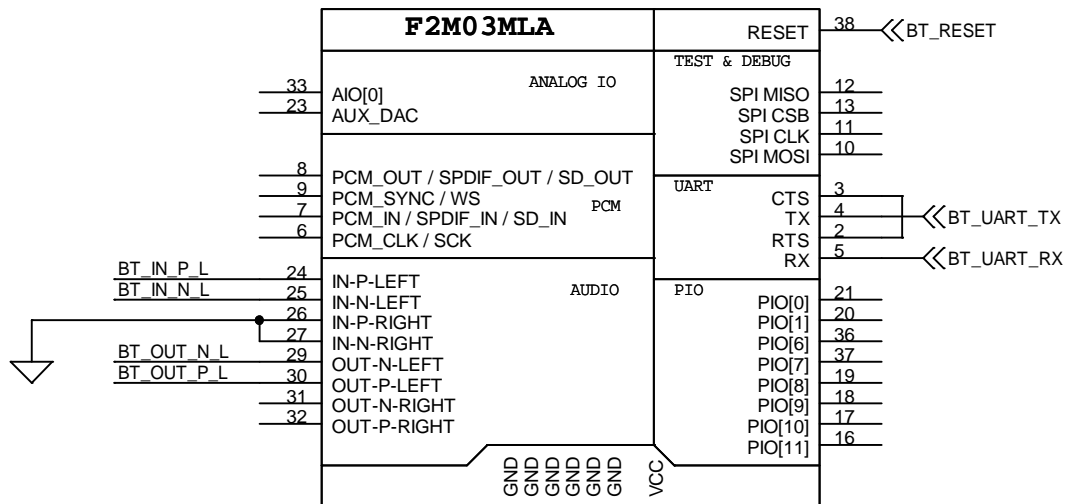 F2M03MLA
RESET 38 BT_RESET
TEST & DEBUG
ANALOG IO
33 AIO[0]
23 AUX_DAC
SPI MISO 12
SPI CSB 13
SPI CLK 11
SPI MOSI 10
8 PCM_OUT / SPDIF_OUT / SD_OUT
9 PCM_SYNC / WS
7 PCM_IN / SPDIF_IN / SD_IN
6 PCM_CLK / SCK
PCM
UART
CTS 3
TX 4 BT_UART_TX
RTS 2
RX 5 BT_UART_RX
BT_IN_P_L 24 IN-P-LEFT
BT_IN_N_L 25 IN-N-LEFT
26 IN-P-RIGHT
27 IN-N-RIGHT
BT_OUT_N_L 29 OUT-N-LEFT
BT_OUT_P_L 30 OUT-P-LEFT
31 OUT-N-RIGHT
32 OUT-P-RIGHT
AUDIO
PIO
PIO[0] 21
PIO[1] 20
PIO[6] 36
PIO[7] 37
PIO[8] 19
PIO[9] 18
PIO[10] 17
PIO[11] 16
GND
GND
GND
GND
GND
GND
VCC